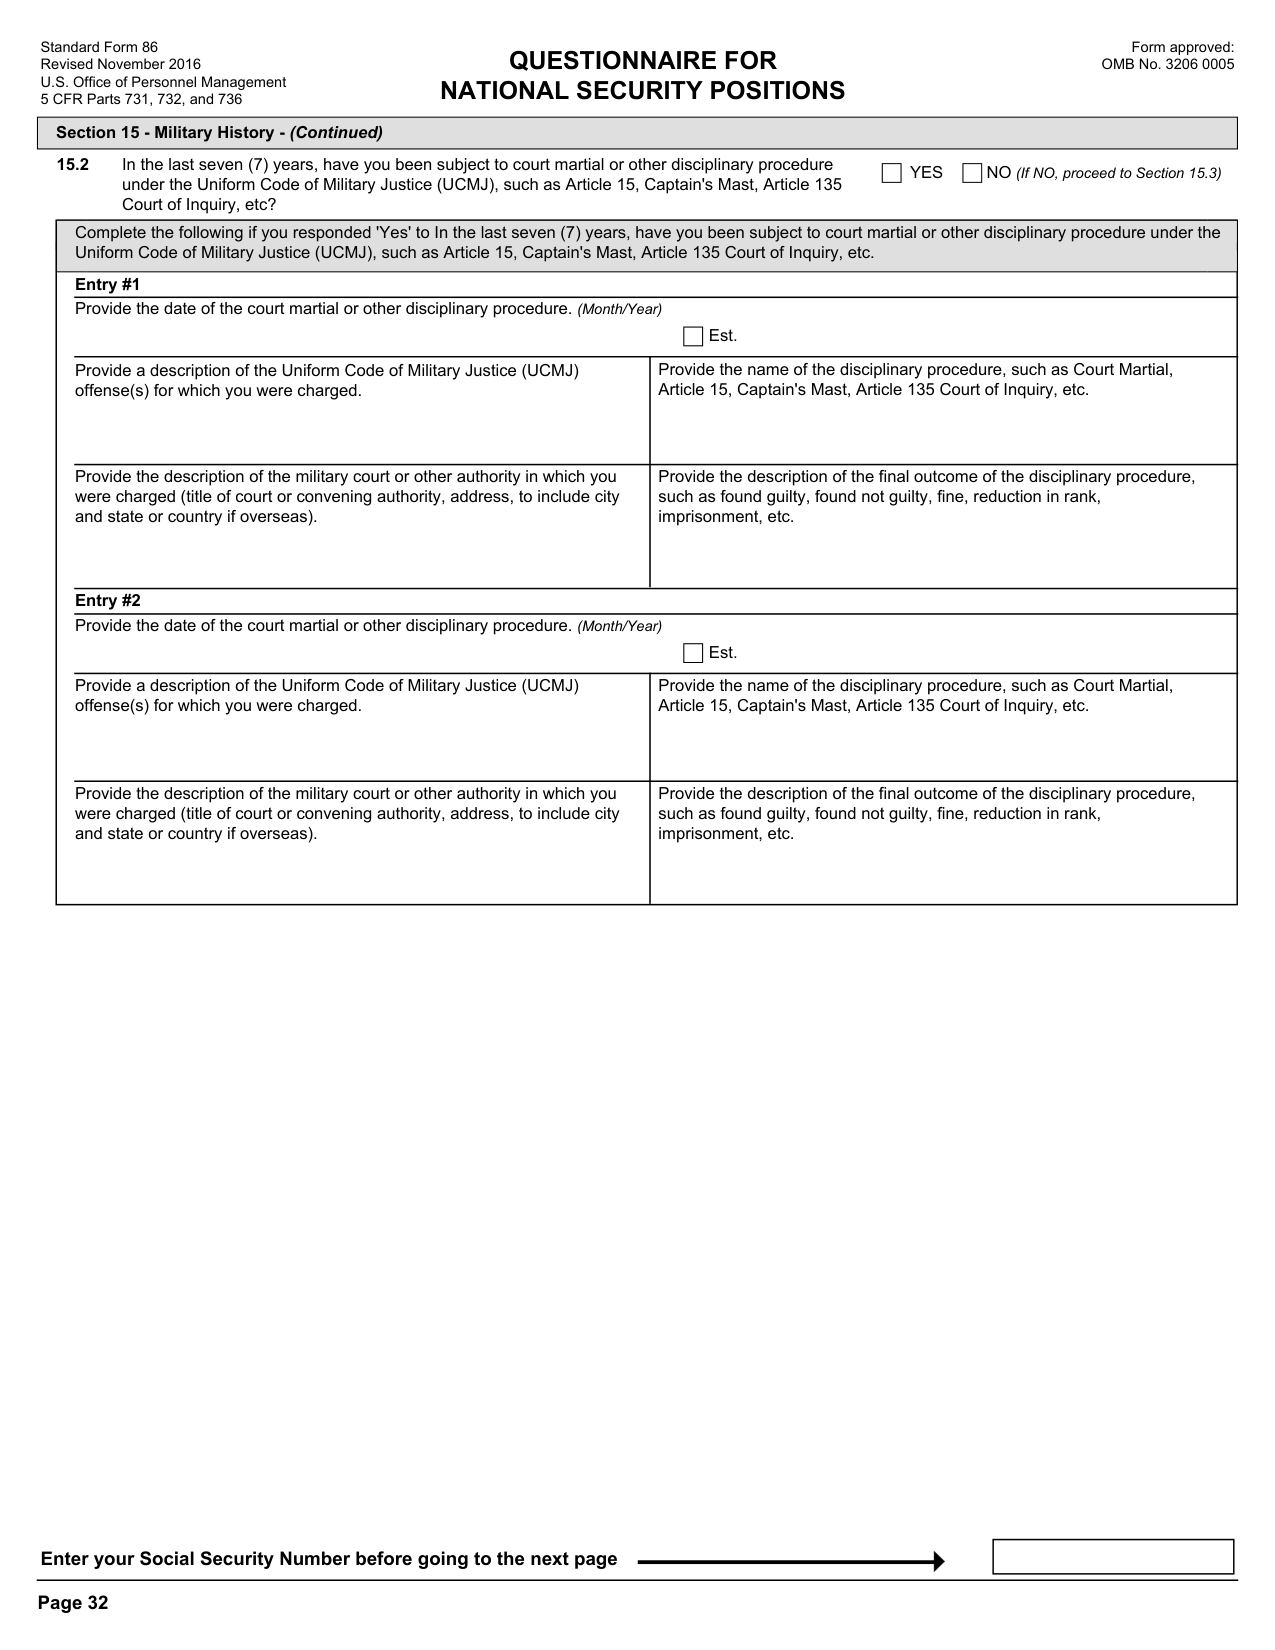 Standard Form 86
Revised November 2016
U.S. Office of Personnel Management
5 CFR Parts 731, 732, and 736
QUESTIONNAIRE FOR
NATIONAL SECURITY POSITIONS
Form approved:
OMB No. 3206 0005
Section 15 - Military History - (Continued)
15.2 In the last seven (7) years, have you been subject to court martial or other disciplinary procedure
under the Uniform Code of Military Justice (UCMJ), such as Article 15, Captain's Mast, Article 135
Court of Inquiry, etc?
YES NO (If NO, proceed to Section 15.3)
Complete the following if you responded 'Yes' to In the last seven (7) years, have you been subject to court martial or other disciplinary procedure under the
Uniform Code of Military Justice (UCMJ), such as Article 15, Captain's Mast, Article 135 Court of Inquiry, etc.
Entry #1
Provide the date of the court martial or other disciplinary procedure. (Month/Year)
Est.
Provide a description of the Uniform Code of Military Justice (UCMJ)
offense(s) for which you were charged.
Provide the name of the disciplinary procedure, such as Court Martial,
Article 15, Captain's Mast, Article 135 Court of Inquiry, etc.
Provide the description of the military court or other authority in which you
were charged (title of court or convening authority, address, to include city
and state or country if overseas).
Provide the description of the final outcome of the disciplinary procedure,
such as found guilty, found not guilty, fine, reduction in rank,
imprisonment, etc.
Entry #2
Provide the date of the court martial or other disciplinary procedure. (Month/Year)
Est.
Provide a description of the Uniform Code of Military Justice (UCMJ)
offense(s) for which you were charged.
Provide the name of the disciplinary procedure, such as Court Martial,
Article 15, Captain's Mast, Article 135 Court of Inquiry, etc.
Provide the description of the military court or other authority in which you
were charged (title of court or convening authority, address, to include city
and state or country if overseas).
Provide the description of the final outcome of the disciplinary procedure,
such as found guilty, found not guilty, fine, reduction in rank,
imprisonment, etc.
Enter your Social Security Number before going to the next page
Page 32